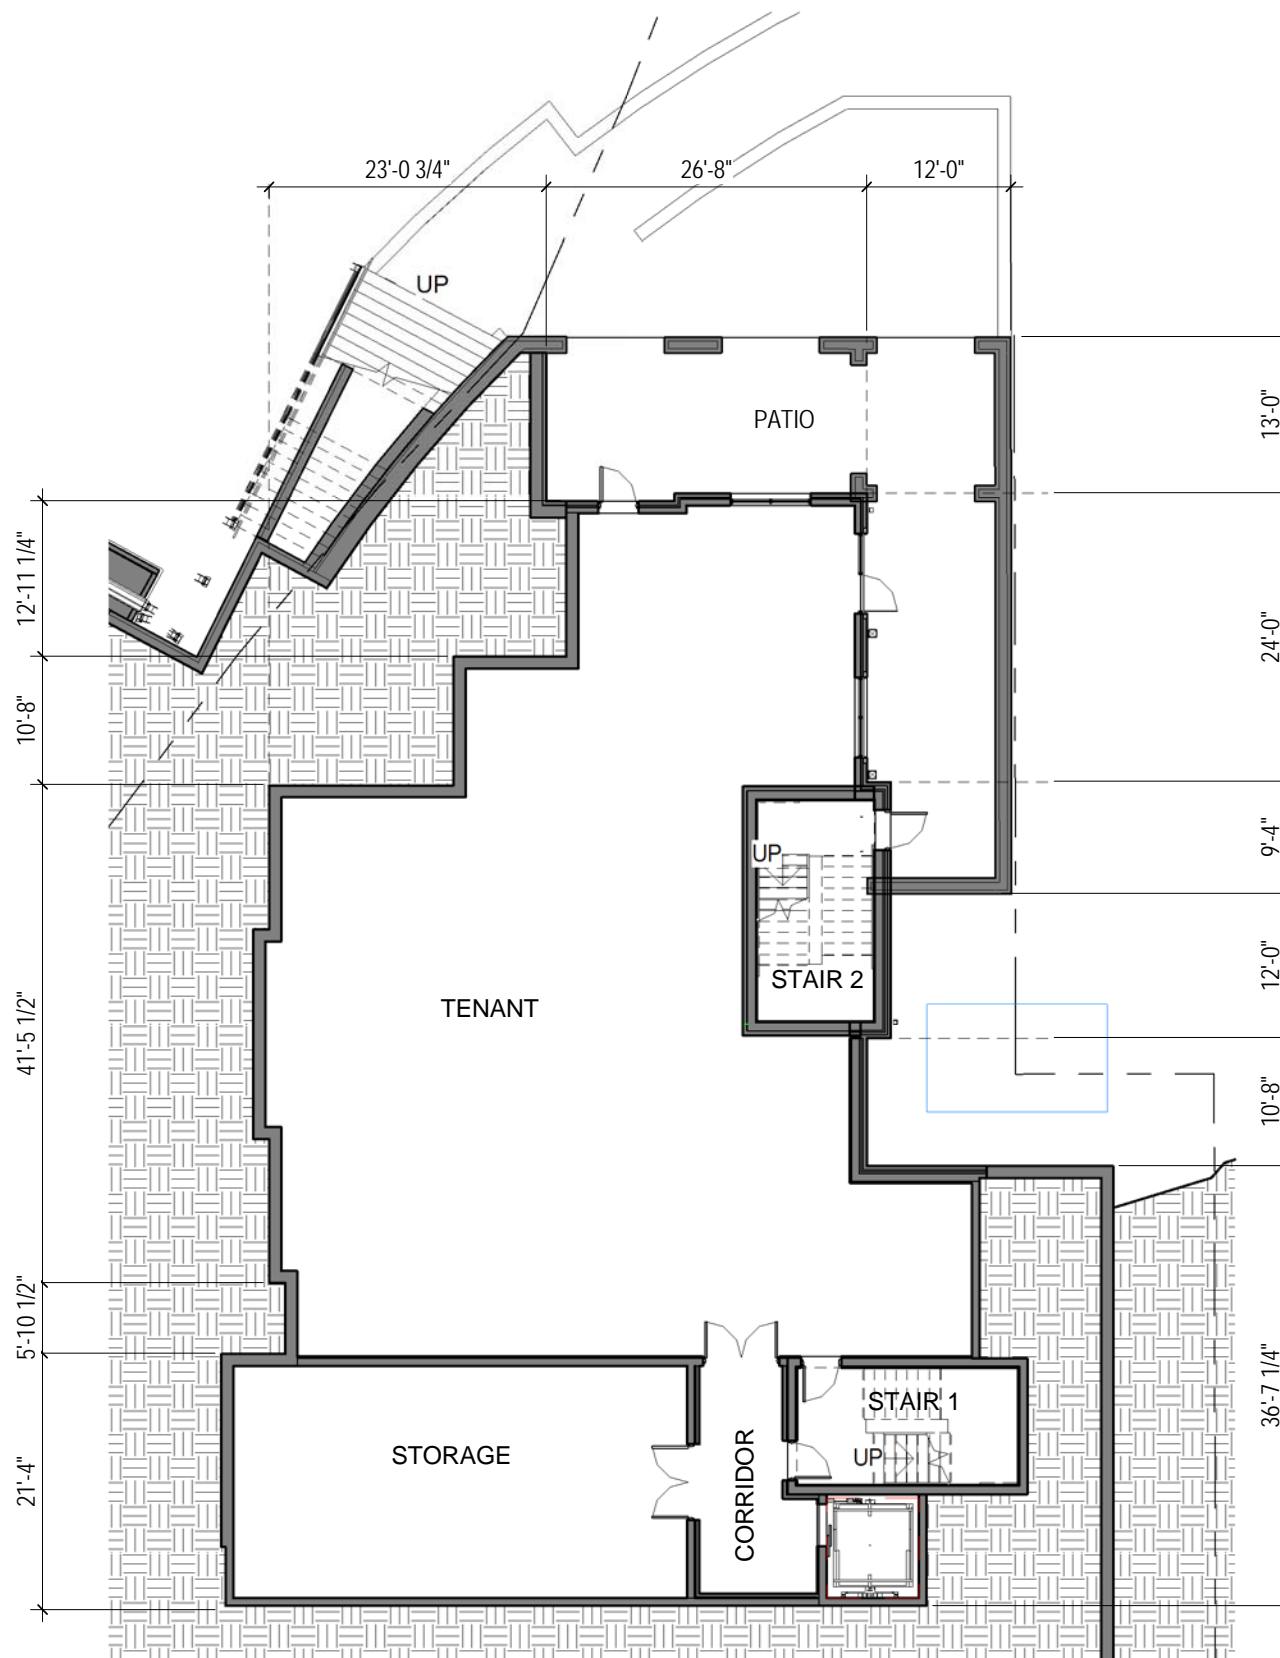 23'-0 3/4"
26'-8"
12'-0"
UP
PATIO
13'-0"
12'-11 1/4"
24'-0"
10'-8"
UP
9'-4"
STAIR 2
12'-0"
TENANT
41'-5 1/2"
10'-8"
5'-10 1/2"
36'-7 1/4"
STAIR 1
STORAGE
UP
CORRIDOR
21'-4"